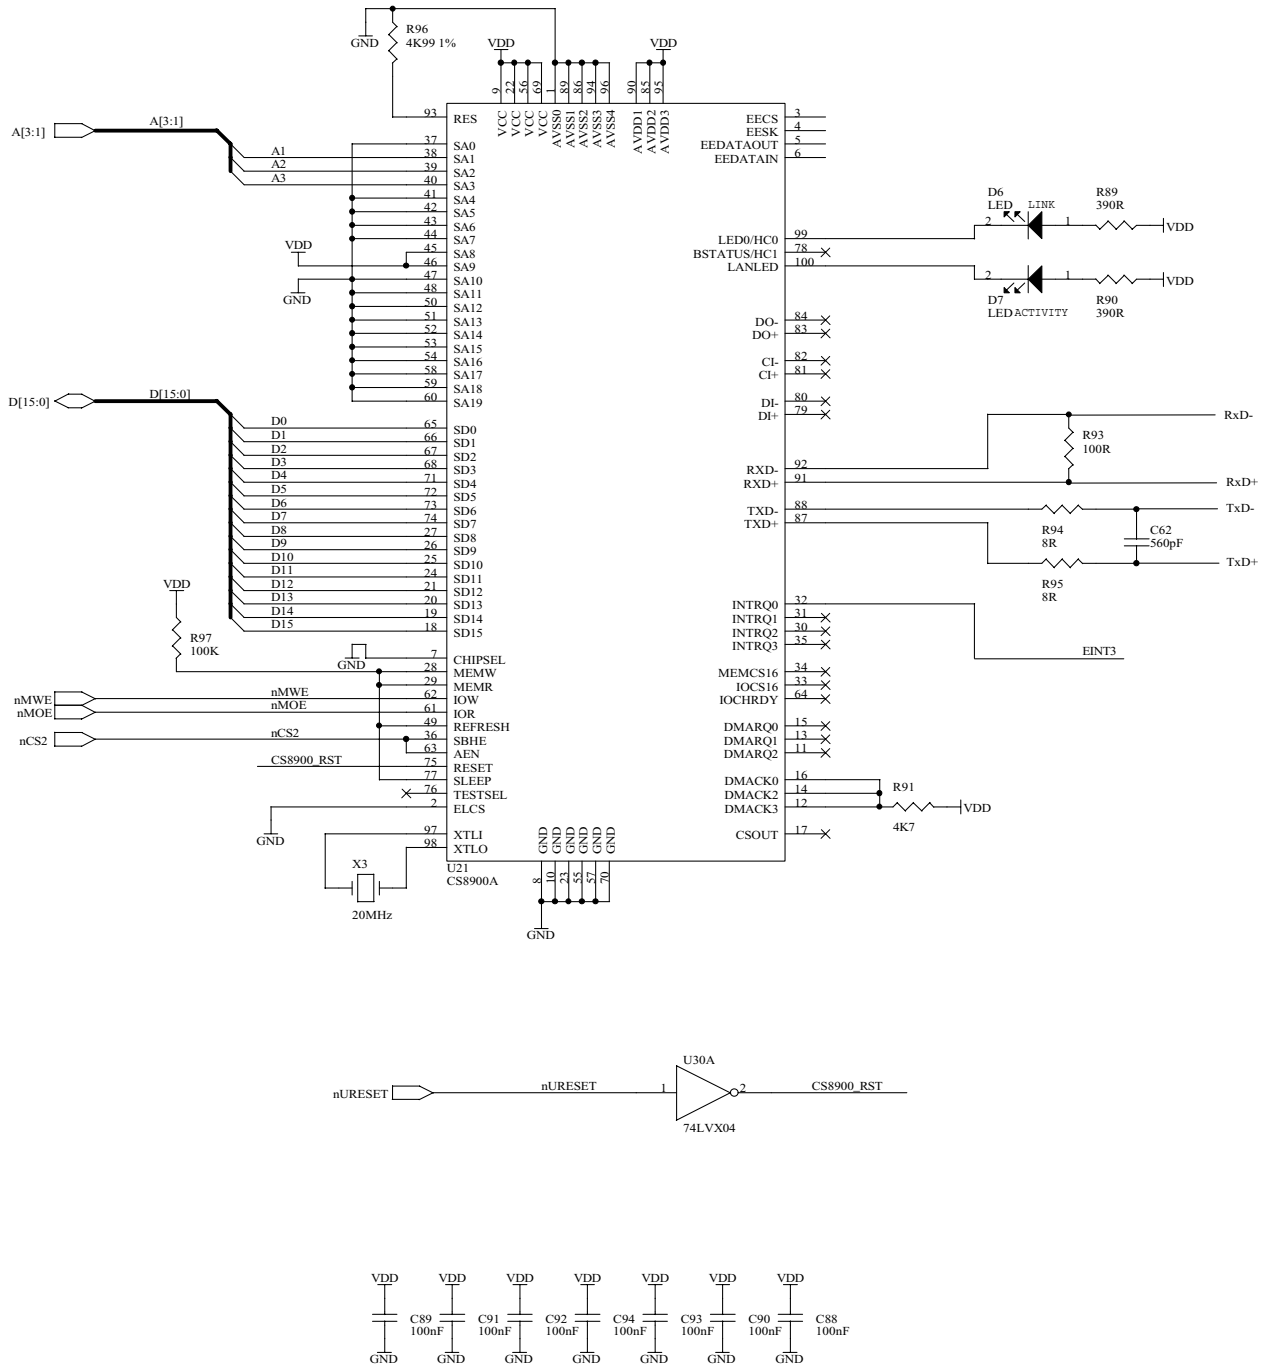 R96
4K99 1%
GND
VDD
VDD
9
22
56
69
1
89
86
94
96
90
85
95
VCC
VCC
VCC
VCC
AVSS0
AVSS1
AVSS2
AVSS3
AVSS4
AVDD1
AVDD2
AVDD3
A[3:1]
A[3:1]
93 RES
37 SA0
A1 38 SA1
A2 39 SA2
A3 40 SA3
41 SA4
42 SA5
43 SA6
44 SA7
VDD
45 SA8
46 SA9
GND
47 SA10
48 SA11
50 SA12
51 SA13
52 SA14
53 SA15
54 SA16
58 SA17
59 SA18
60 SA19
D[15:0]
D[15:0]
D0 65 SD0
D1 66 SD1
D2 67 SD2
D3 68 SD3
D4 71 SD4
D5 72 SD5
D6 73 SD6
D7 74 SD7
D8 27 SD8
D9 26 SD9
D10 25 SD10
D11 24 SD11
D12 21 SD12
D13 20 SD13
D14 19 SD14
D15 18 SD15
VDD
R97
100K
GND
7 CHIPSEL
28 MEMW
29 MEMR
nMWE nMWE 62 IOW
nMOE nMOE 61 IOR
49 REFRESH
nCS2 nCS2 36 SBHE
63 AEN
CS8900_RST 75 RESET
77 SLEEP
76 TESTSEL
2 ELCS
GND
97 XTLI
98 XTLO
X3
20MHz
U21
CS8900A
GND
GND
GND
GND
GND
GND
8
10
23
55
57
70
GND
EECS 3
EESK 4
EEDATAOUT 5
EEDATAIN 6
D6
LED LINK
R89
390R
LED0/HC0 99
2 1 VDD
BSTATUS/HC1 78
LANLED 100
2 1 VDD
D7
LED ACTIVITY
R90
390R
DO- 84
DO+ 83
CI- 82
CI+ 81
DI- 80
DI+ 79
RxD-
R93
100R
RXD- 92
RXD+ 91
RxD+
TXD- 88
TXD+ 87
TxD-
R94
8R
C62
560pF
TxD+
R95
8R
INTRQ0 32
INTRQ1 31
INTRQ2 30
INTRQ3 35
EINT3
MEMCS16 34
IOCS16 33
IOCHRDY 64
DMARQ0 15
DMARQ1 13
DMARQ2 11
DMACK0 16
DMACK2 14
DMACK3 12
R91
4K7
VDD
CSOUT 17
U30A
nURESET nURESET 1 2 CS8900_RST
74LVX04
VDD VDD VDD VDD VDD VDD VDD
C89 C91 C92 C94 C93 C90 C88
100nF 100nF 100nF 100nF 100nF 100nF 100nF
GND GND GND GND GND GND GND